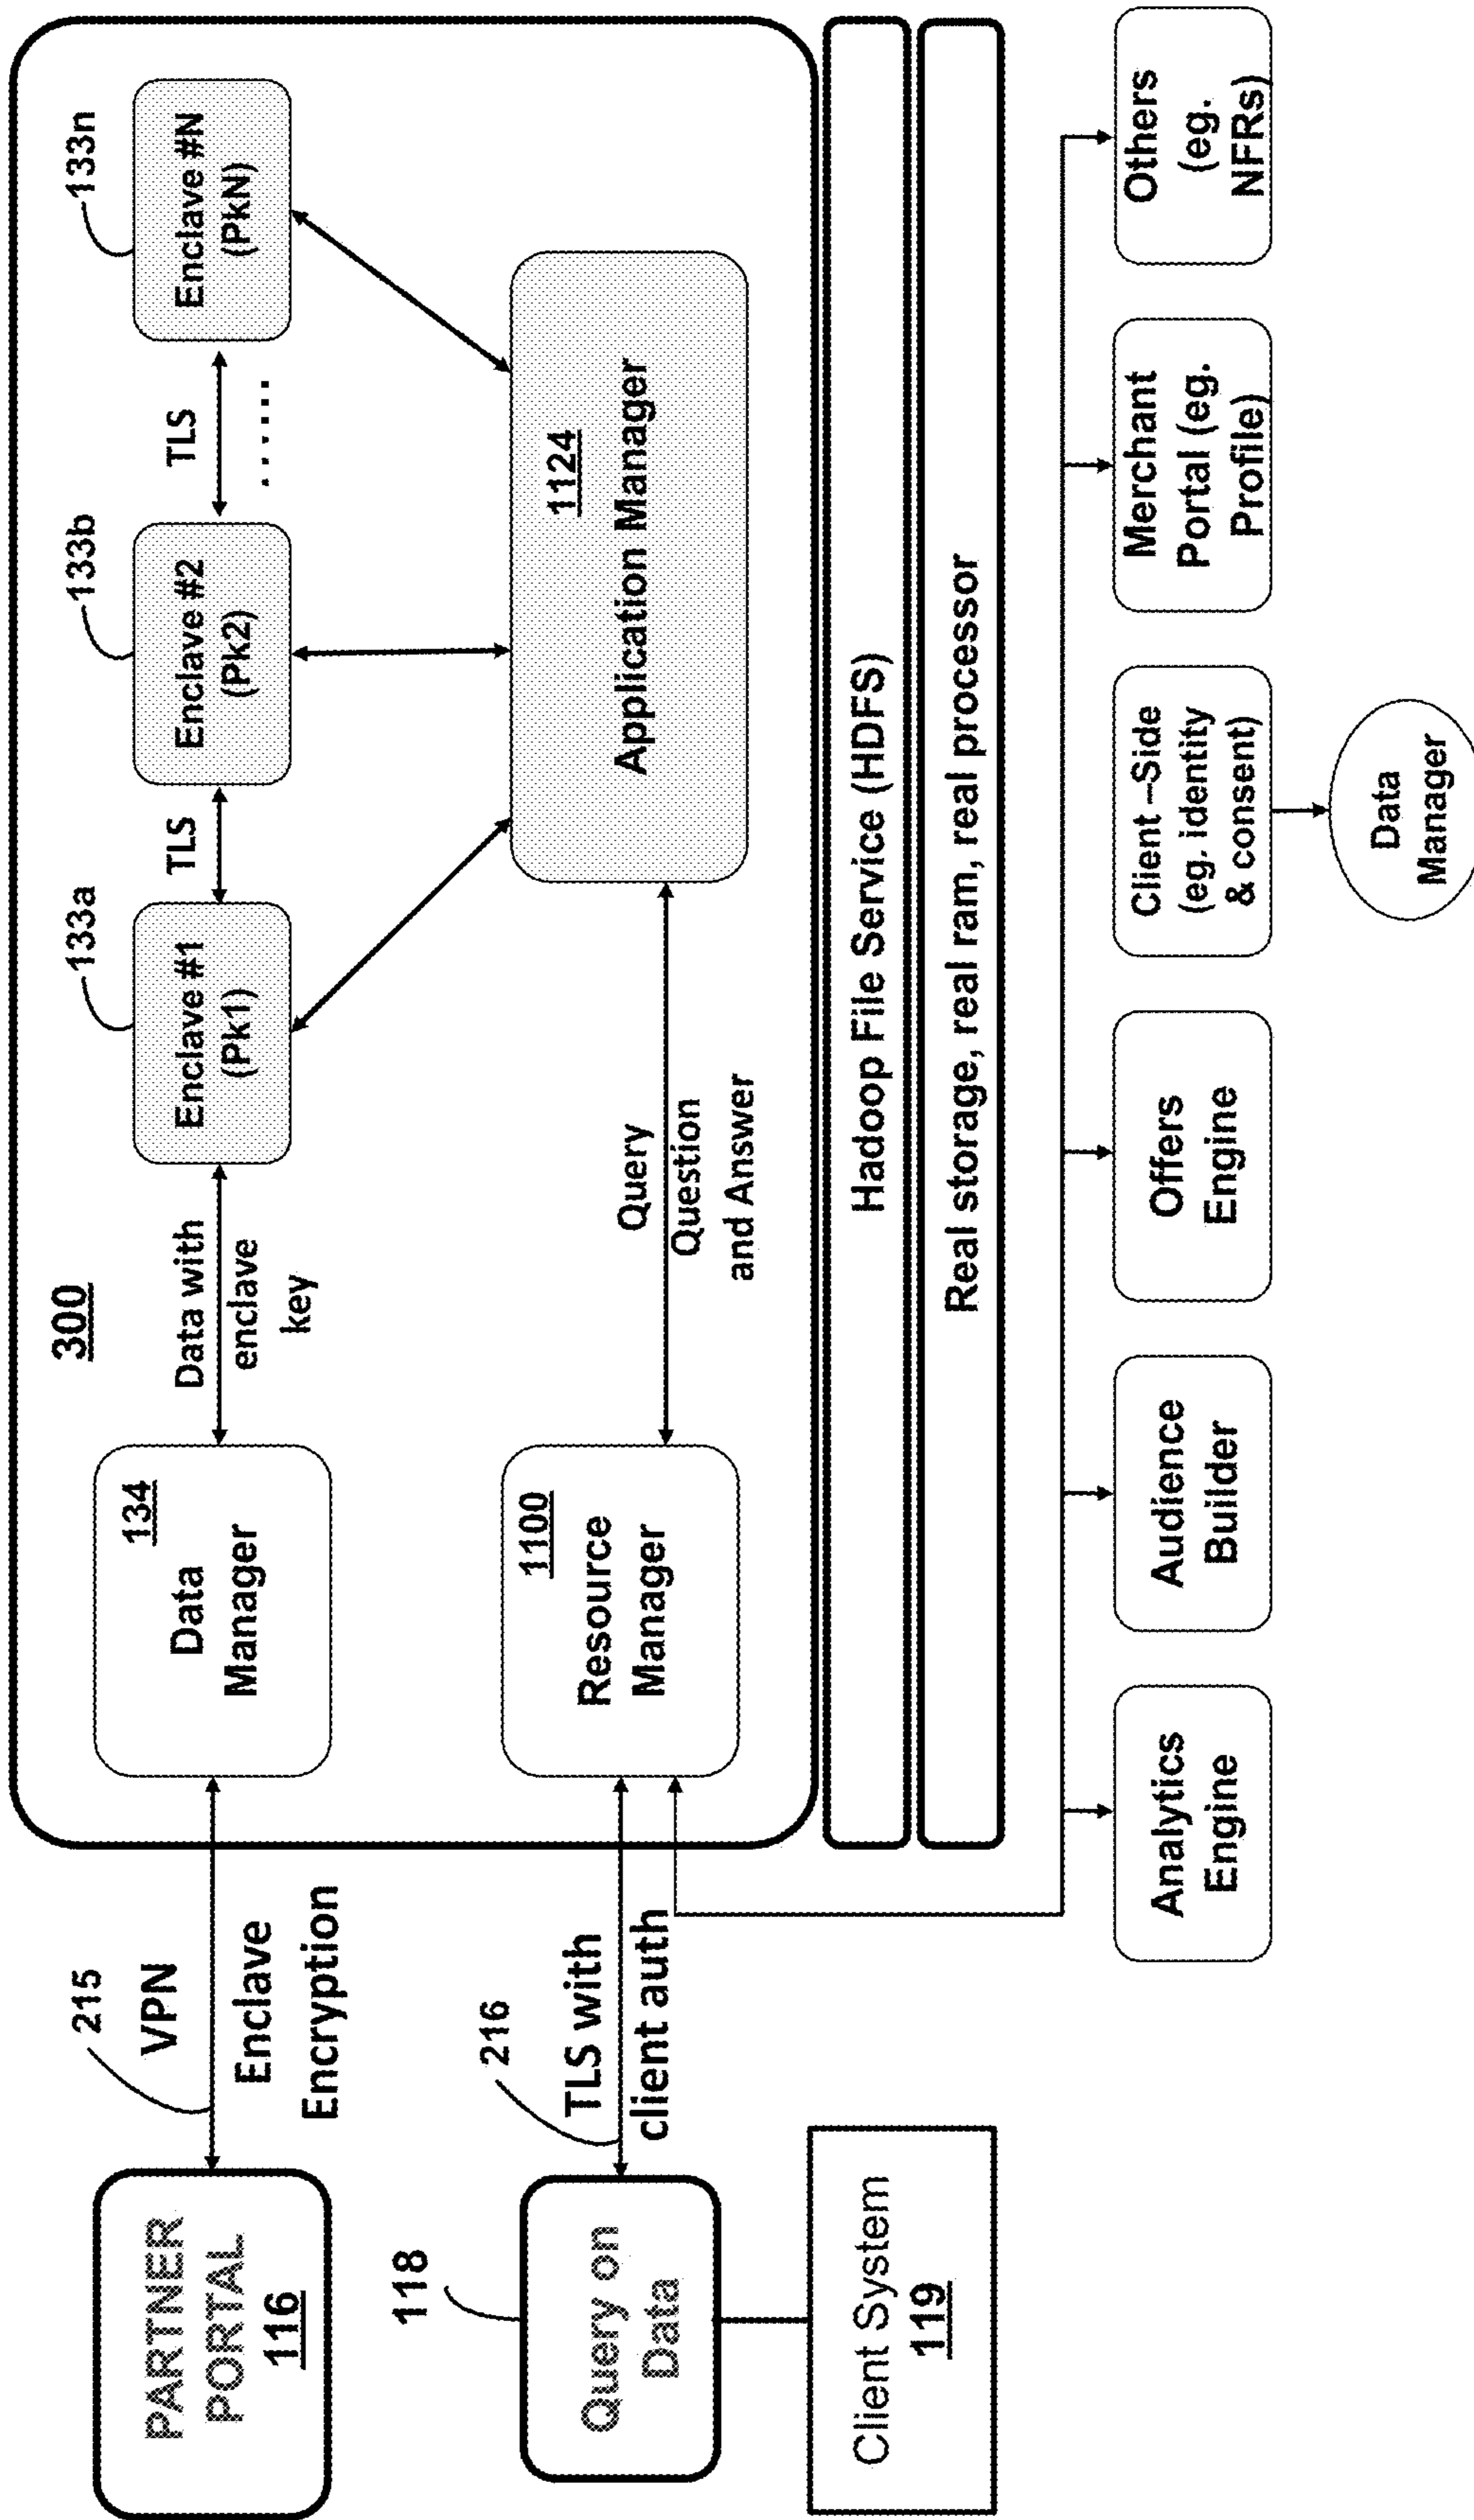 300
133a
133b
133n
215
VPN
Enclave
Encryption
PARTNER
PORTAL
116
134
Data
Manager
Data with
enclave
key
Enclave #1
(Pk1)
TLS
Enclave #2
(Pk2)
TLS
.......
Enclave #N
(PkN)
118
Query on
Data
216
TLS with
client auth
1100
Resource
Manager
Query
Question
and Answer
1124
Application Manager
Client System
119
Hadoop File Service (HDFS)
Real storage, real ram, real processor
Analytics
Engine
Audience
Builder
Offers
Engine
Client –Side
(eg. identity
& consent)
Merchant
Portal (eg.
Profile)
Others
(eg.
NFRs)
Data
Manager